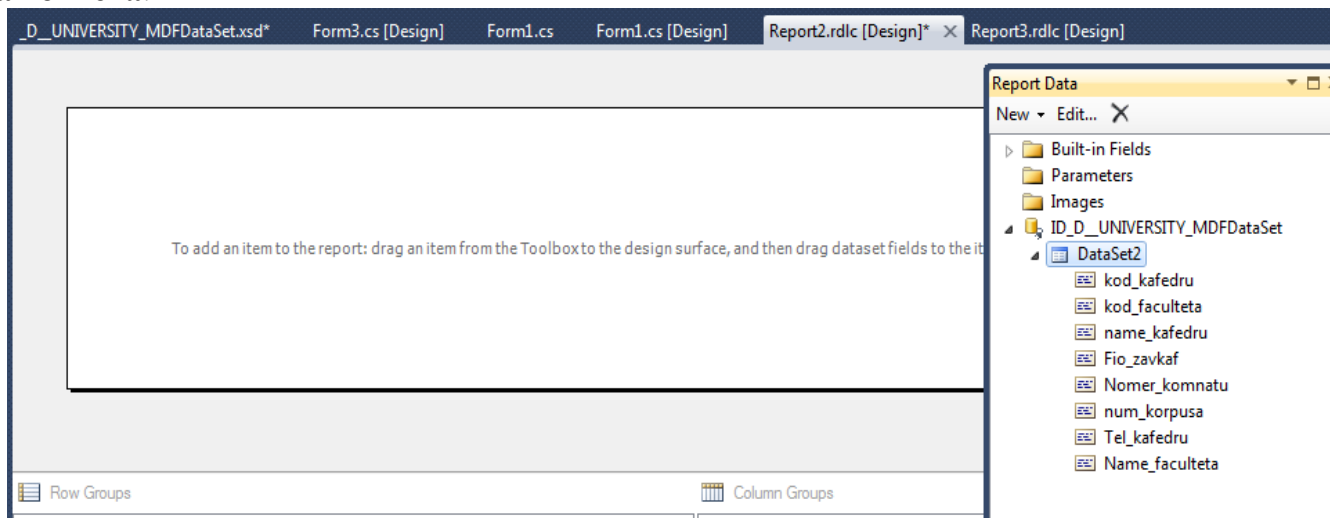 _D__UNIVERSITY_MDFDataSet.xsd* Form3.cs [Design] Form1.cs Form1.cs [Design] Report2.rdlc [Design]* Report3.rdlc [Design]
Report Data
New Edit...
Built-in Fields
Parameters
Images
ID_D__UNIVERSITY_MDFDataSet
DataSet2
kod_kafedru
kod_faculteta
name_kafedru
Fio_zavkaf
Nomer_komnatu
num_korpusa
Tel_kafedru
Name_faculteta
To add an item to the report: drag an item from the Toolbox to the design surface, and then drag dataset fields to the it
Row Groups Column Groups